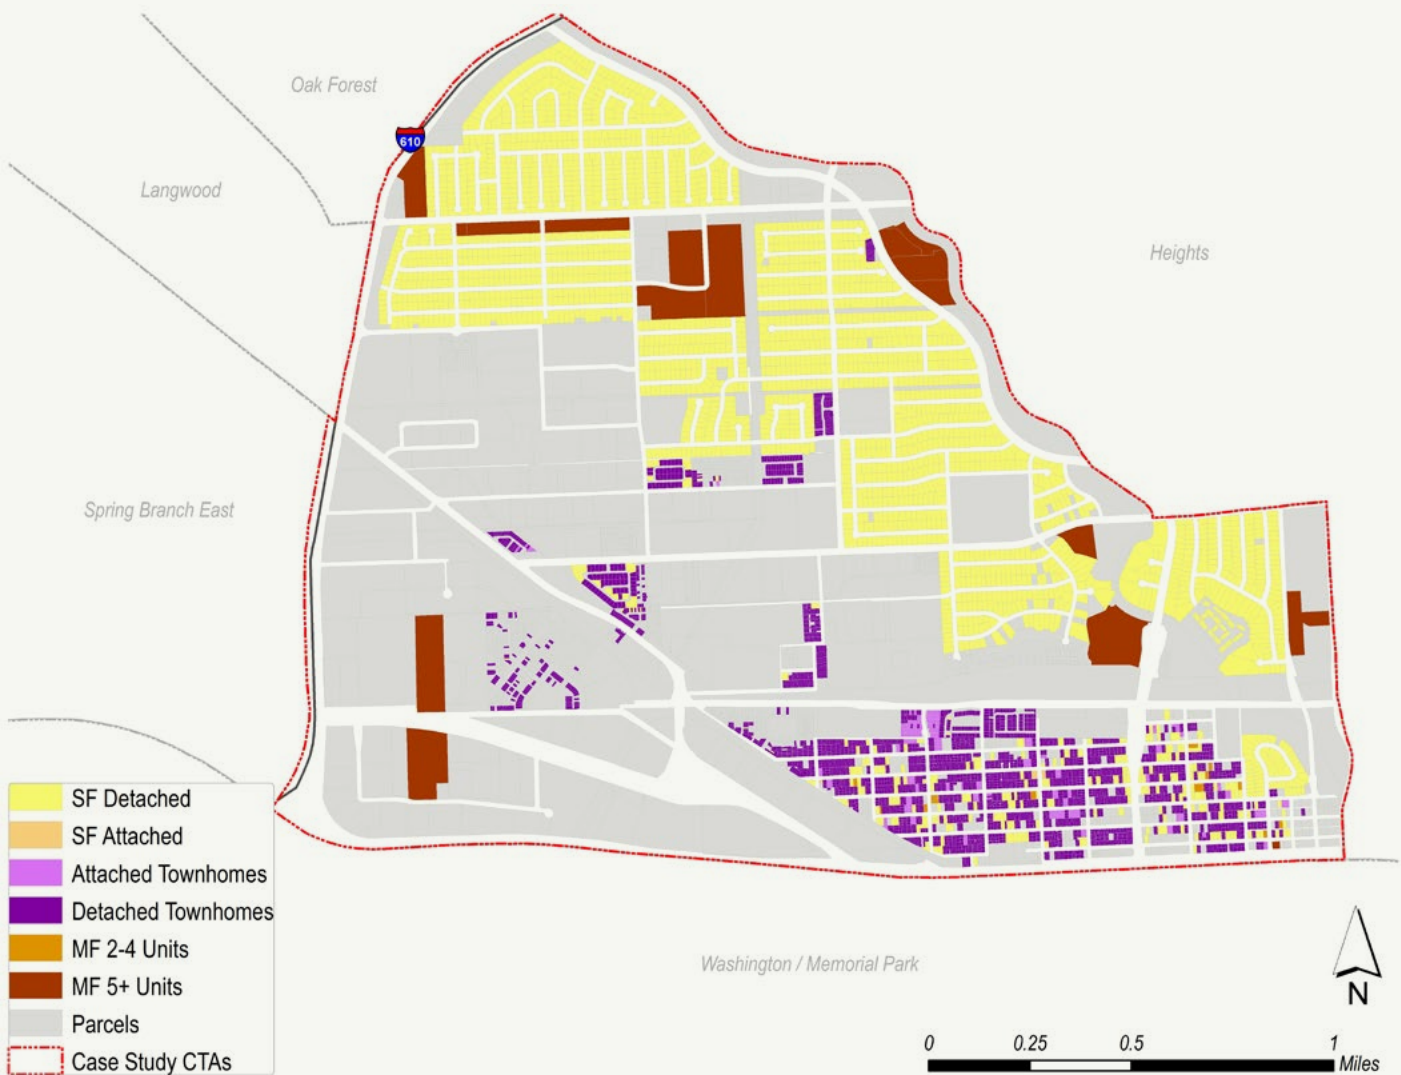 Oak Forest
610
Langwood
Heights
Spring Branch East
SF Detached
SF Attached
Attached Townhomes
Detached Townhomes
MF 2-4 Units
MF 5+ Units
Parcels
Case Study CTAs
Washington / Memorial Park
N
0 0.25 0.5 1
Miles